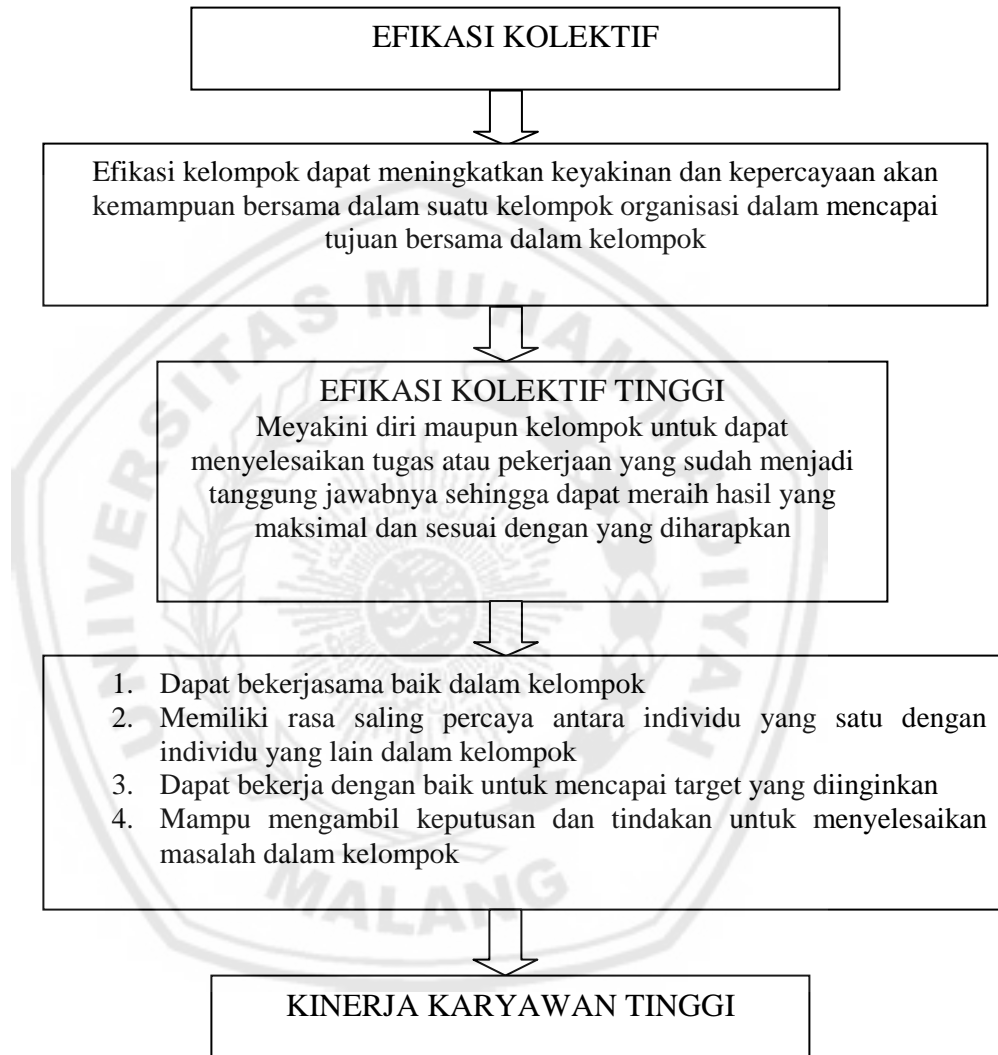 EFIKASI KOLEKTIF
Efikasi kelompok dapat meningkatkan keyakinan dan kepercayaan akan
kemampuan bersama dalam suatu kelompok organisasi dalam mencapai
tujuan bersama dalam kelompok
EFIKASI KOLEKTIF TINGGI
Meyakini diri maupun kelompok untuk dapat
menyelesaikan tugas atau pekerjaan yang sudah menjadi
tanggung jawabnya sehingga dapat meraih hasil yang
maksimal dan sesuai dengan yang diharapkan
1. Dapat bekerjasama baik dalam kelompok
2. Memiliki rasa saling percaya antara individu yang satu dengan
individu yang lain dalam kelompok
3. Dapat bekerja dengan baik untuk mencapai target yang diinginkan
4. Mampu mengambil keputusan dan tindakan untuk menyelesaikan
masalah dalam kelompok
KINERJA KARYAWAN TINGGI
UNIVERSITAS MUHAMMADIYAH
MALANG